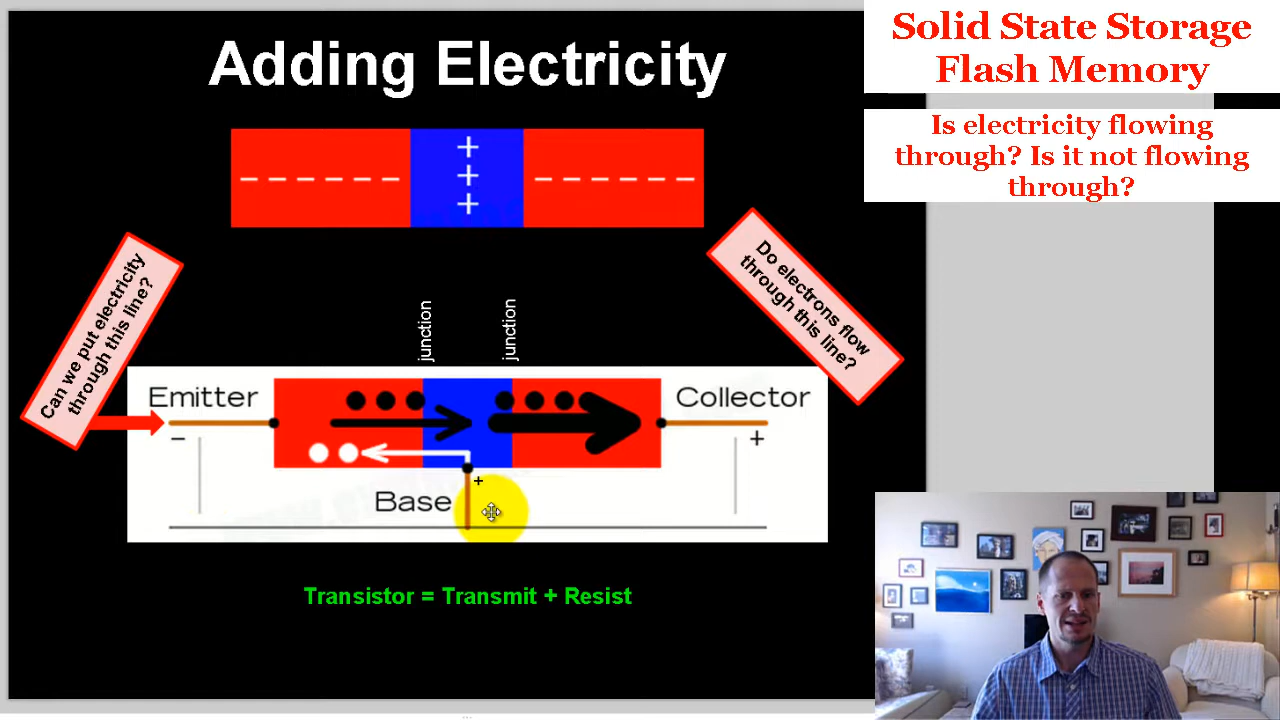 Adding Electricity
Solid State Storage
Flash Memory
Is electricity flowing
through? Is it not flowing
through?
- - - - - -
+
+
+
- - - - - -
Can we put electricity
through this line?
Do electrons flow
through this line?
junction
junction
Emitter
Collector
−
+
+
Base
Transistor = Transmit + Resist